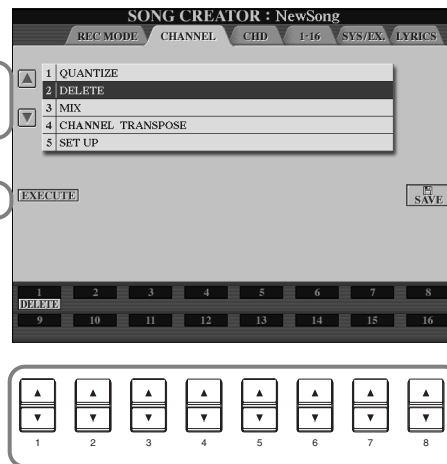 SONG CREATOR : NewSong
REC MODE CHANNEL CHD 1-16 SYS/EX. LYRICS
1 QUANTIZE
2 DELETE
3 MIX
4 CHANNEL TRANSPOSE
5 SET UP
EXECUTE
SAVE
1 2 3 4 5 6 7 8
DELETE
9 10 11 12 13 14 15 16
1 2 3 4 5 6 7 8